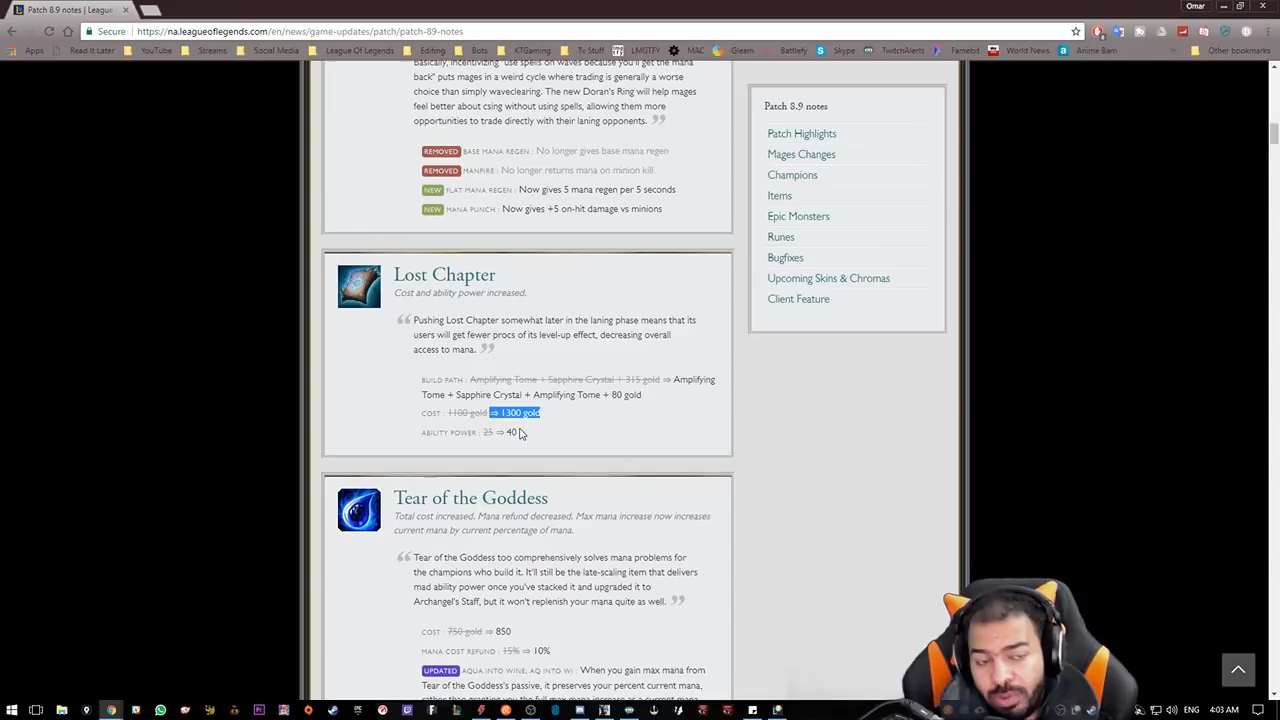 Patch 8.9 notes | League
Omar
Secure
https://na.leagueoflegends.com/en/news/game-updates/patch/patch-89-notes
Apps Read It Later YouTube Streams Social Media League Of Legends Editing Bots KTGaming Tv Stuff LMGTFY MAC Gleam Battlefy Skype TwitchAlerts Famebit World News Anime Bam Other bookmarks
Basically, incentivizing "use spells on waves because you'll get the mana
back" puts mages in a weird cycle where trading is generally a worse
choice than simply waveclearing. The new Doran's Ring will help mages
feel better about csing without using spells, allowing them more
opportunities to trade directly with their laning opponents.
REMOVED BASE MANA REGEN : No longer gives base mana regen
REMOVED MANPIRE : No longer returns mana on minion kill
NEW FLAT MANA REGEN : Now gives 5 mana regen per 5 seconds
NEW MANA PUNCH : Now gives +5 on-hit damage vs minions
Lost Chapter
Cost and ability power increased.
Pushing Lost Chapter somewhat later in the laning phase means that its
users will get fewer procs of its level-up effect, decreasing overall
access to mana.
BUILD PATH : Amplifying Tome + Sapphire Crystal + 315 gold ⇒ Amplifying
Tome + Sapphire Crystal + Amplifying Tome + 80 gold
COST : 1100 gold ⇒ 1300 gold
ABILITY POWER : 25 ⇒ 40
Tear of the Goddess
Total cost increased. Mana refund decreased. Max mana increase now increases
current mana by current percentage of mana.
Tear of the Goddess too comprehensively solves mana problems for
the champions who build it. It'll still be the late-scaling item that delivers
mad ability power once you've stacked it and upgraded it to
Archangel's Staff, but it won't replenish your mana quite as well.
COST : 750 gold ⇒ 850
MANA COST REFUND : 15% ⇒ 10%
UPDATED AQUA INTO WINE, AQ INTO WI : When you gain max mana from
Tear of the Goddess's passive, it preserves your percent current mana,
rather than granting you the full max mana increase as a current mana
Patch 8.9 notes
Patch Highlights
Mages Changes
Champions
Items
Epic Monsters
Runes
Bugfixes
Upcoming Skins & Chromas
Client Feature
4:03 AM